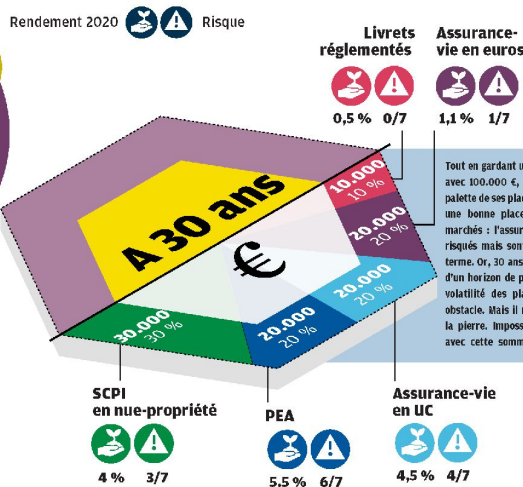 Rendement 2020 Risque
Livrets
réglementés
0,5 % 0/7
Assurance-
vie en euros
1,1 % 1/7
A 30 ans
€
10.000
10 %
20.000
20 %
20.000
20 %
20.000
20 %
30.000
30 %
Tout en gardant u
avec 100.000 €,
palette de ses plac
une bonne place
marchés : l'assur
risqués mais son
terme. Or, 30 ans
d'un horizon de p
volatilité des pla
obstacle. Mais il
la pierre. Imposs
avec cette somm
SCPI
en nue-propriété
4 % 3/7
PEA
5,5 % 6/7
Assurance-vie
en UC
4,5 % 4/7